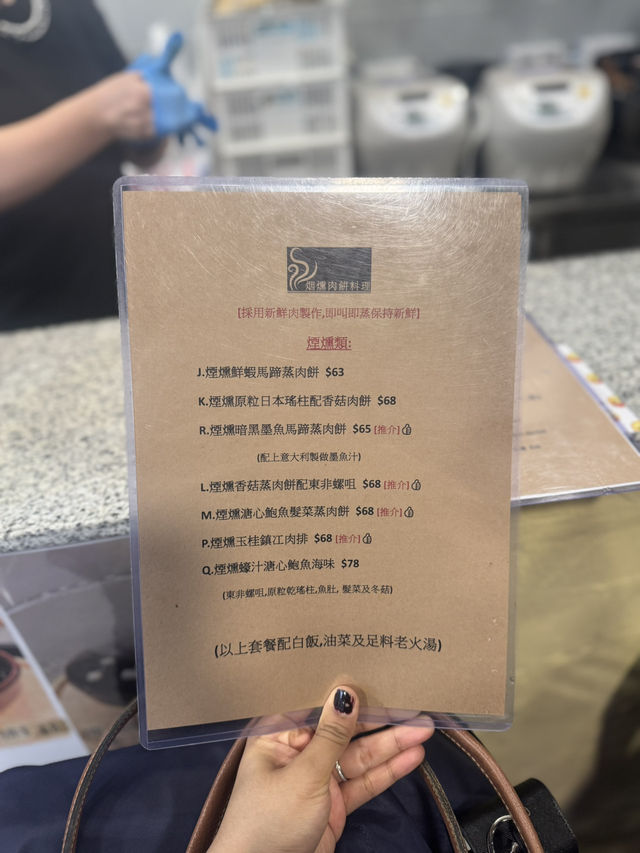 烟燻肉餅料理
[採用新鮮肉製作,即叫即蒸保持新鮮]
煙燻類:
J.煙燻鮮蝦馬蹄蒸肉餅 $63
K.煙燻原粒日本瑤柱配香菇肉餅 $68
R.煙燻暗黑墨魚馬蹄蒸肉餅 $65 [推介]
(配上意大利製做墨魚汁)
L.煙燻香菇蒸肉餅配東非螺咀 $68 [推介]
M.煙燻溏心鮑魚髮菜蒸肉餅 $68 [推介]
P.煙燻玉桂鎮江肉排 $68 [推介]
Q.煙燻蠔汁溏心鮑魚海味 $78
(東非螺咀,原粒乾瑤柱,魚肚, 髮菜及冬菇)
(以上套餐配白飯,油菜及足料老火湯)